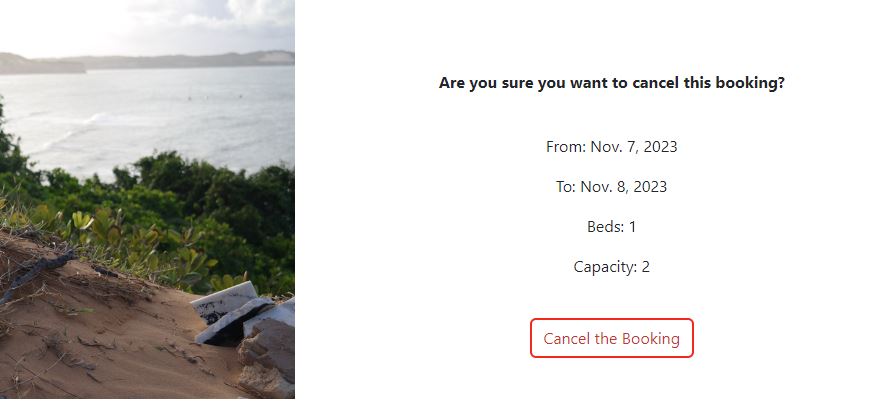 Are you sure you want to cancel this booking?
From: Nov. 7, 2023
To: Nov. 8, 2023
Beds: 1
Capacity: 2
Cancel the Booking